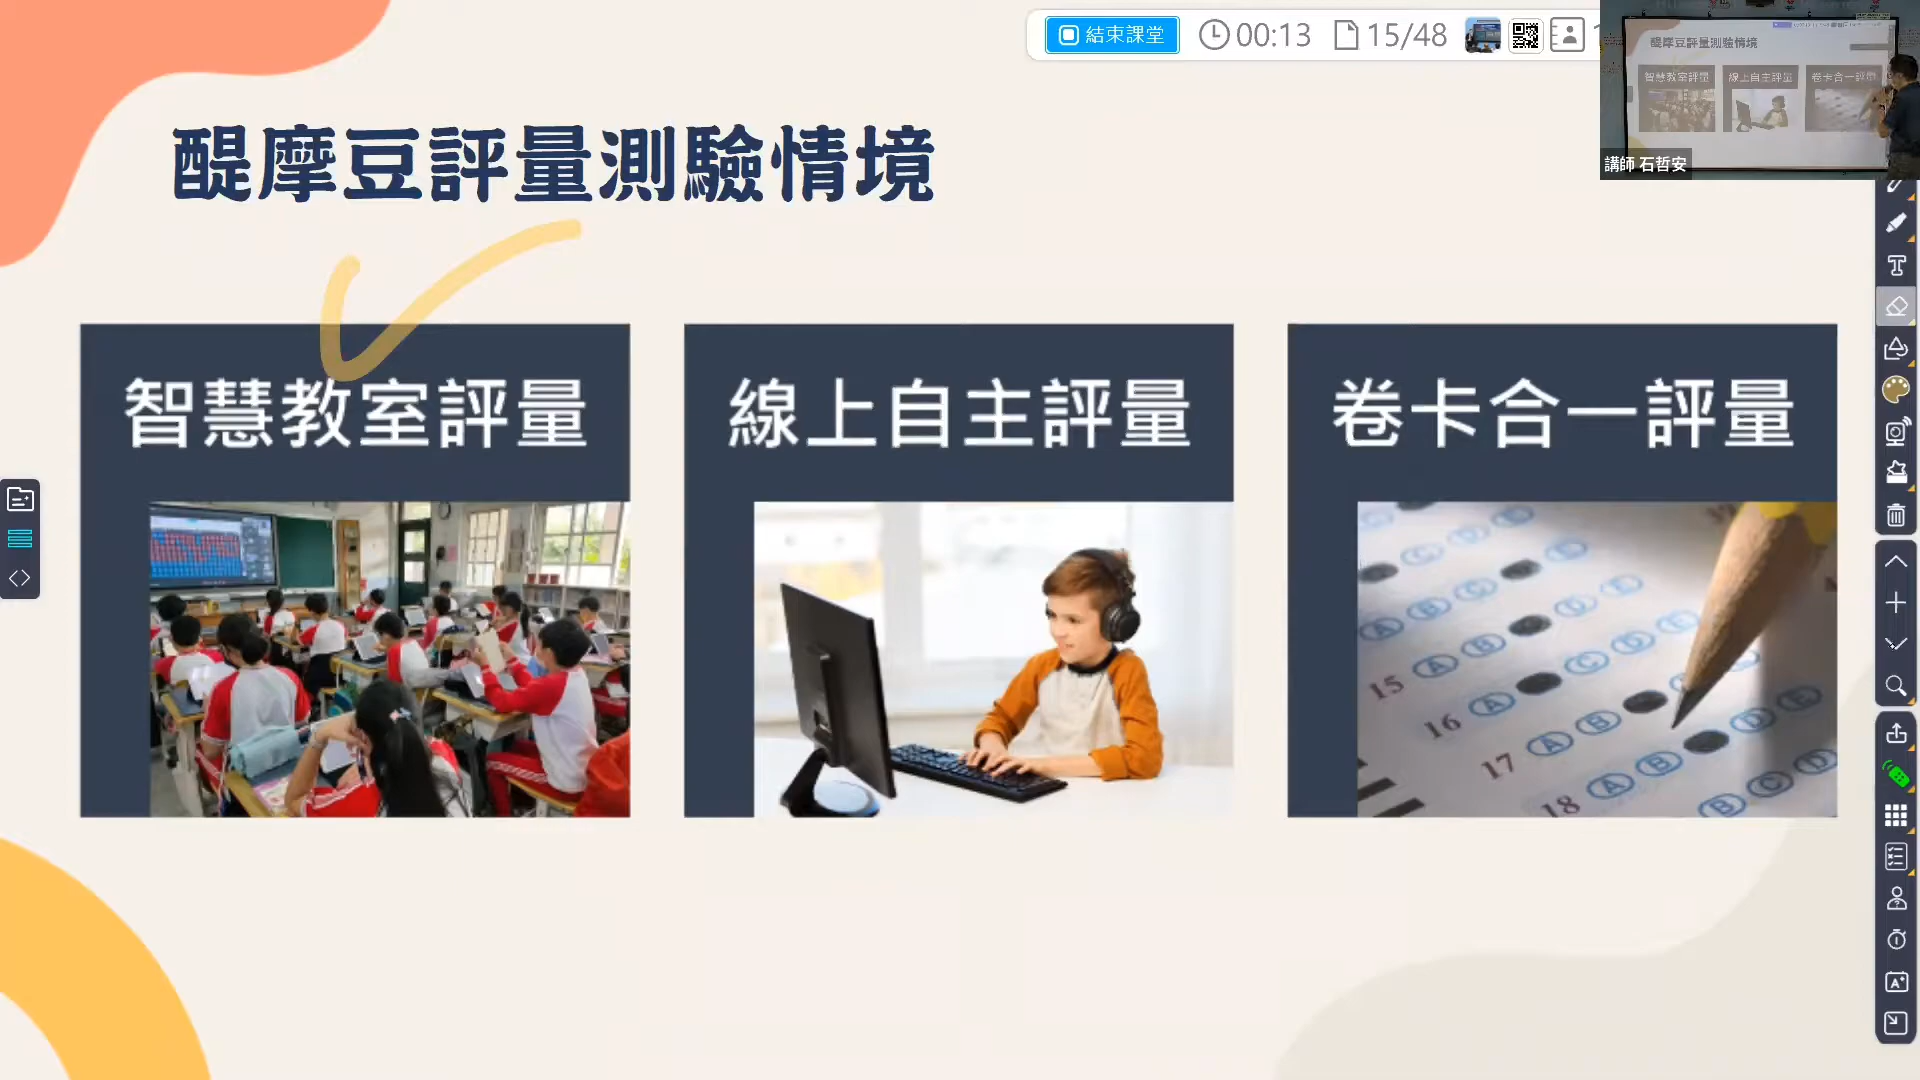 結束課堂 00:13 15/48
醍摩豆評量測驗情境
講師 石哲安
智慧教室評量
線上自主評量
卷卡合一評量
15 A B C D E
16 A C D E
17 A B
18 A B D E
B C D